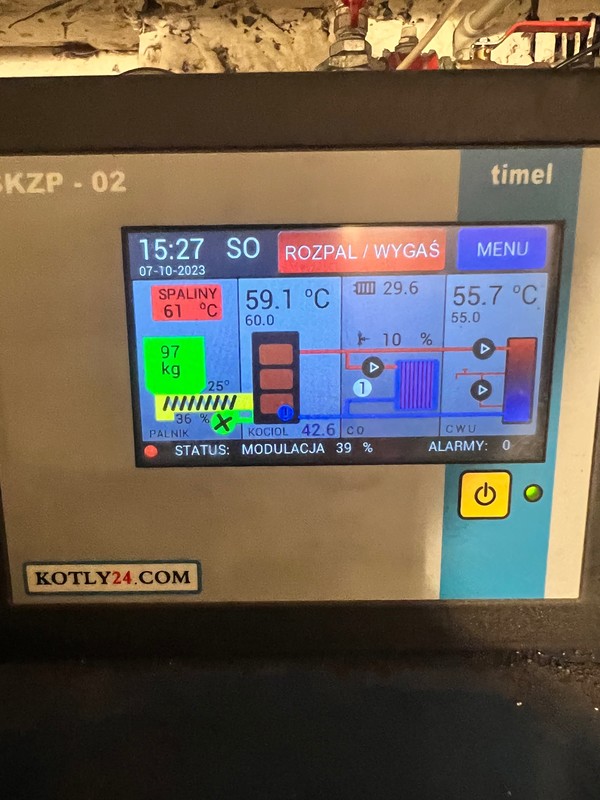 SKZP - 02
timel
15:27 SO ROZPAL / WYGAŚ MENU
07-10-2023
SPALINY
61 °C
59.1 °C
60.0
29.6
55.7 °C
55.0
97
kg
10 %
25°
1
36 %
PALNIK
KOCIOŁ 42.6
CO
CWU
STATUS: MODULACJA 39 % ALARMY: 0
KOTLY24.COM